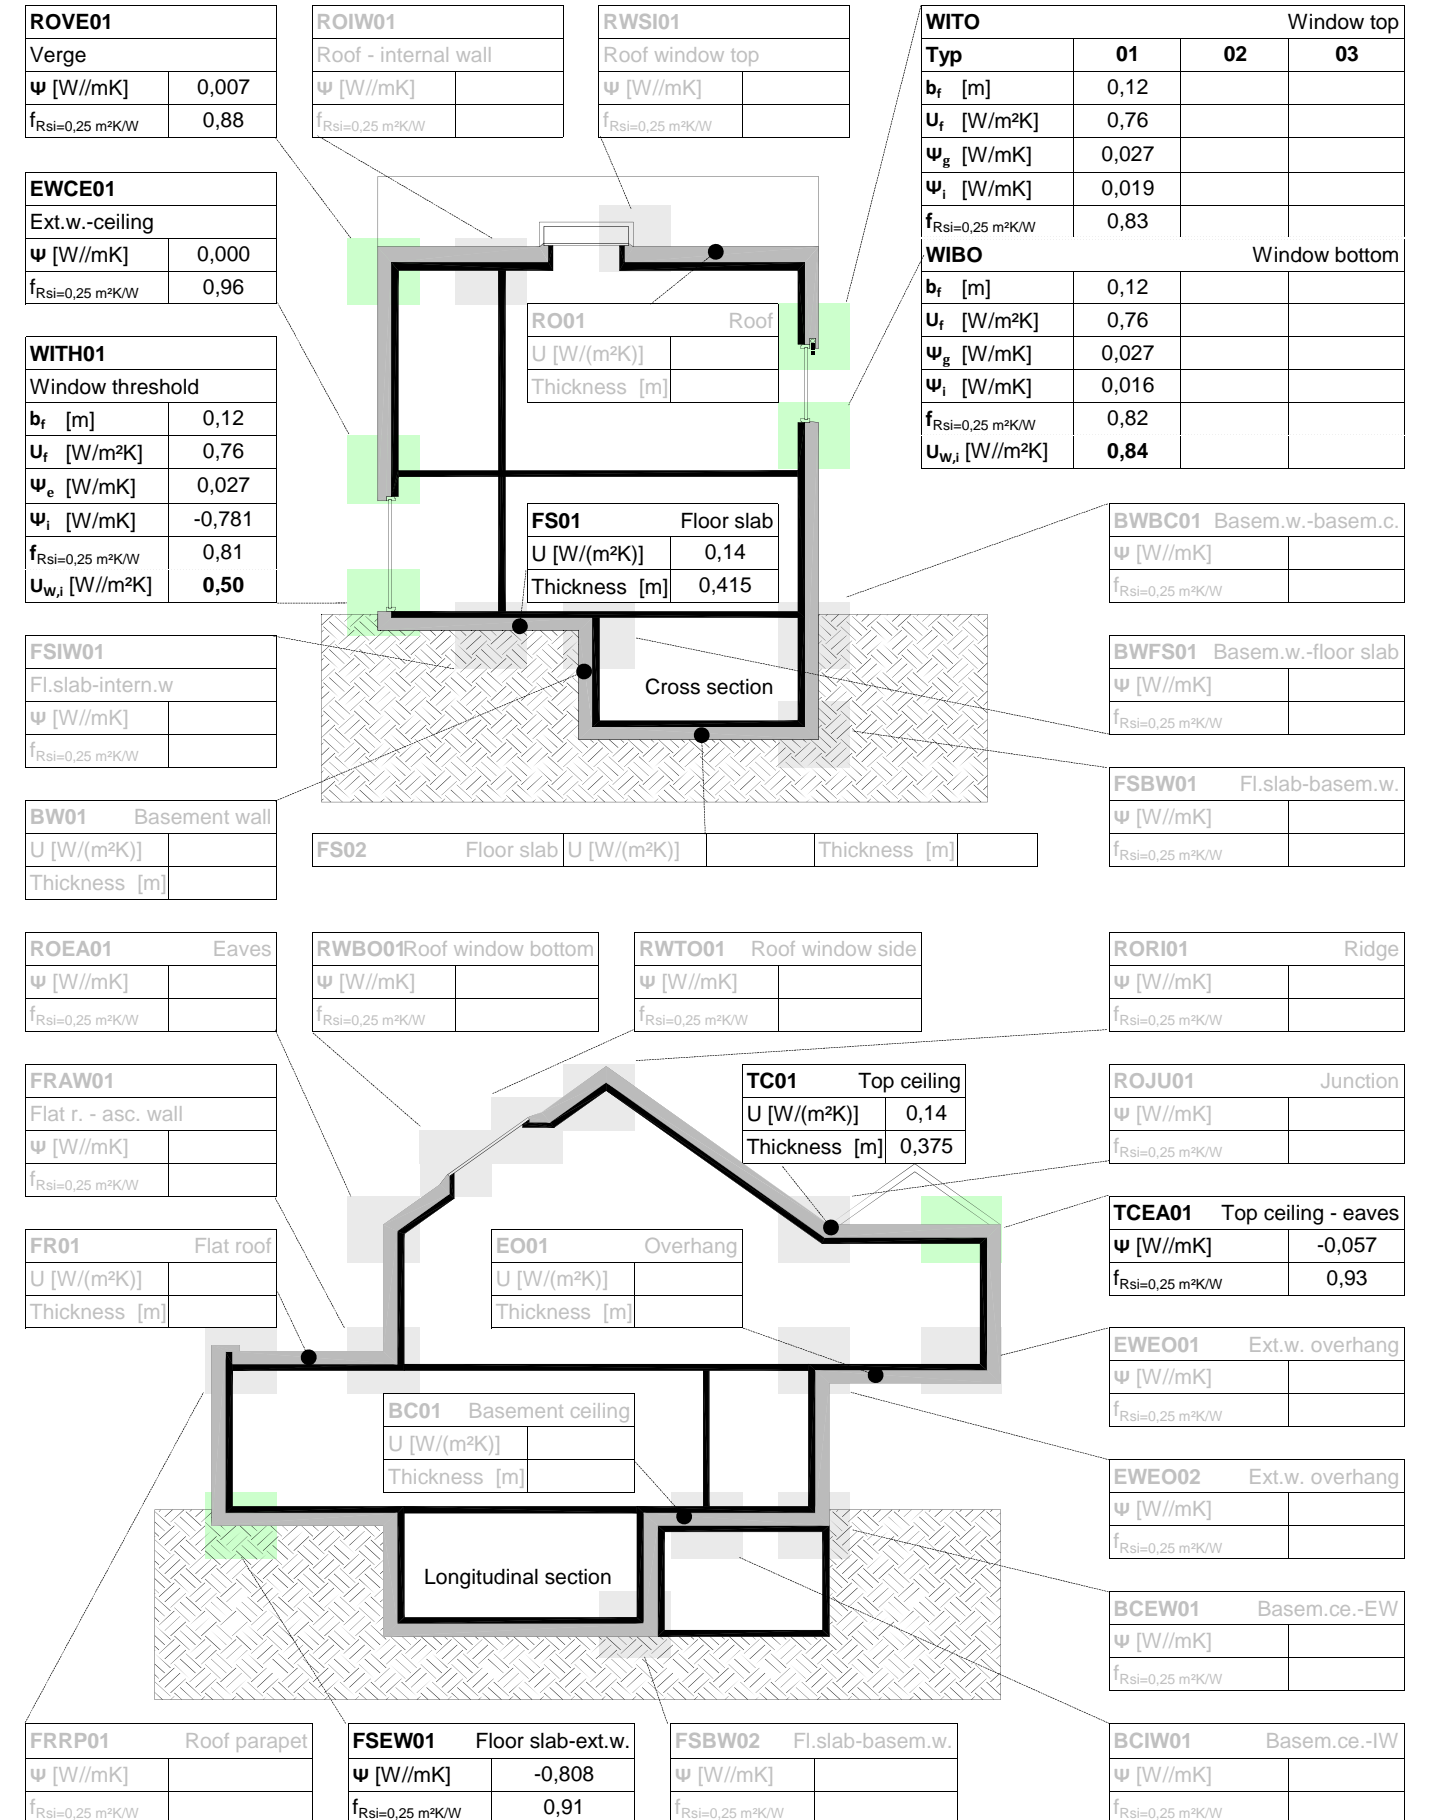 ROVE01
Verge
Ψ [W//mK] 0,007
fRsi=0,25 m²K/W 0,88
ROIW01
Roof - internal wall
Ψ [W//mK]
fRsi=0,25 m²K/W
RWSI01
Roof window top
Ψ [W//mK]
fRsi=0,25 m²K/W
WITO Window top
Typ 01 02 03
bf [m] 0,12
Uf [W/m²K] 0,76
Ψg [W/mK] 0,027
Ψi [W/mK] 0,019
fRsi=0,25 m²K/W 0,83
WIBO Window bottom
bf [m] 0,12
Uf [W/m²K] 0,76
Ψg [W/mK] 0,027
Ψi [W/mK] 0,016
fRsi=0,25 m²K/W 0,82
UW,i [W//m²K] 0,84
EWCE01
Ext.w.-ceiling
Ψ [W//mK] 0,000
fRsi=0,25 m²K/W 0,96
WITH01
Window threshold
bf [m] 0,12
Uf [W/m²K] 0,76
Ψe [W/mK] 0,027
Ψi [W/mK] -0,781
fRsi=0,25 m²K/W 0,81
UW,i [W//m²K] 0,50
RO01 Roof
U [W/(m²K)]
Thickness [m]
FS01 Floor slab
U [W/(m²K)] 0,14
Thickness [m] 0,415
BWBC01 Basem.w.-basem.c.
Ψ [W//mK]
fRsi=0,25 m²K/W
FSIW01
Fl.slab-intern.w
Ψ [W//mK]
fRsi=0,25 m²K/W
Cross section
BWFS01 Basem.w.-floor slab
Ψ [W//mK]
fRsi=0,25 m²K/W
FSBW01 Fl.slab-basem.w.
Ψ [W//mK]
fRsi=0,25 m²K/W
BW01 Basement wall
U [W/(m²K)]
Thickness [m]
FS02 Floor slab U [W/(m²K)] Thickness [m]
ROEA01 Eaves
Ψ [W//mK]
fRsi=0,25 m²K/W
RWBO01 Roof window bottom
Ψ [W//mK]
fRsi=0,25 m²K/W
RWTO01 Roof window side
Ψ [W//mK]
fRsi=0,25 m²K/W
RORI01 Ridge
Ψ [W//mK]
fRsi=0,25 m²K/W
FRAW01
Flat r. - asc. wall
Ψ [W//mK]
fRsi=0,25 m²K/W
TC01 Top ceiling
U [W/(m²K)] 0,14
Thickness [m] 0,375
ROJU01 Junction
Ψ [W//mK]
fRsi=0,25 m²K/W
TCEA01 Top ceiling - eaves
Ψ [W//mK] -0,057
fRsi=0,25 m²K/W 0,93
FR01 Flat roof
U [W/(m²K)]
Thickness [m]
EO01 Overhang
U [W/(m²K)]
Thickness [m]
EWEO01 Ext.w. overhang
Ψ [W//mK]
fRsi=0,25 m²K/W
BC01 Basement ceiling
U [W/(m²K)]
Thickness [m]
EWEO02 Ext.w. overhang
Ψ [W//mK]
fRsi=0,25 m²K/W
Longitudinal section
BCEW01 Basem.ce.-EW
Ψ [W//mK]
fRsi=0,25 m²K/W
FRRP01 Roof parapet
Ψ [W//mK]
fRsi=0,25 m²K/W
FSEW01 Floor slab-ext.w.
Ψ [W//mK] -0,808
fRsi=0,25 m²K/W 0,91
FSBW02 Fl.slab-basem.w.
Ψ [W//mK]
fRsi=0,25 m²K/W
BCIW01 Basem.ce.-IW
Ψ [W//mK]
fRsi=0,25 m²K/W